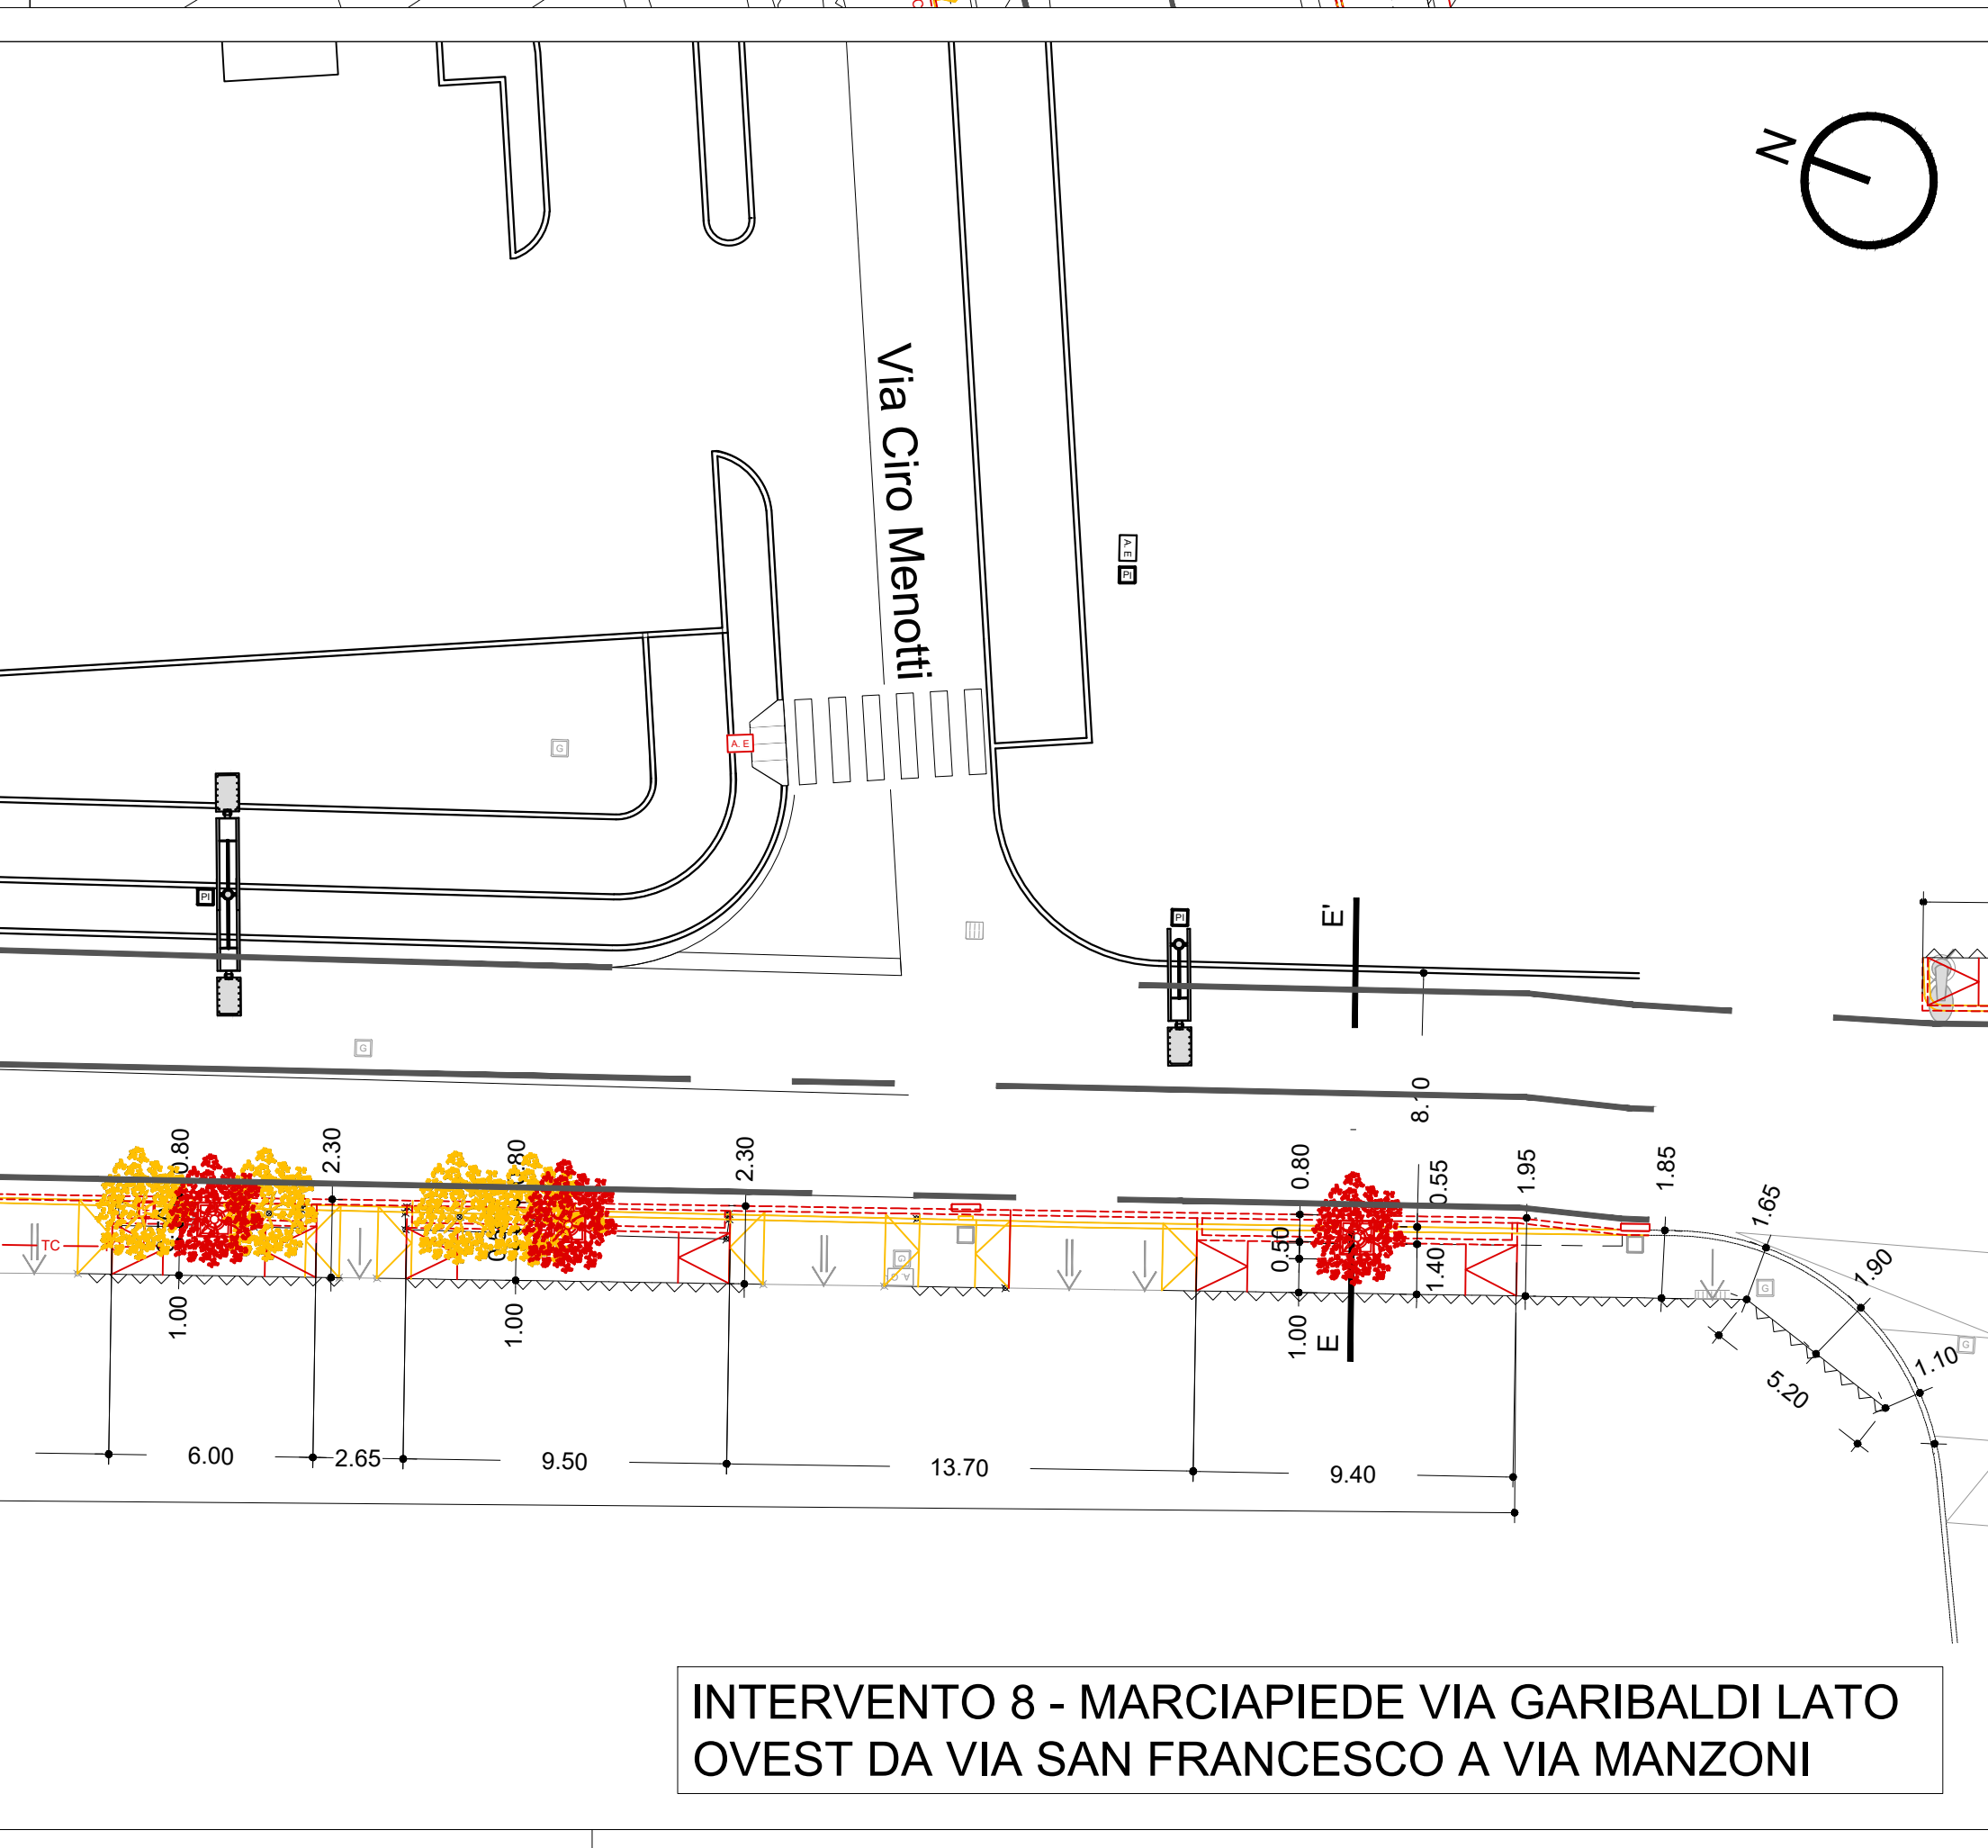 N
Via Ciro Menotti
A. E
PI
G
A. E
PI
PI
E'
G
8.10
0.80
2.30
0.80
2.30
0.80
0.55
1.95
1.85
1.65
TC
0.50
1.40
G
G
1.90
1.00
1.00
1.00
E
1.10
5.20
6.00
2.65
9.50
13.70
9.40
INTERVENTO 8 - MARCIAPIEDE VIA GARIBALDI LATO
OVEST DA VIA SAN FRANCESCO A VIA MANZONI